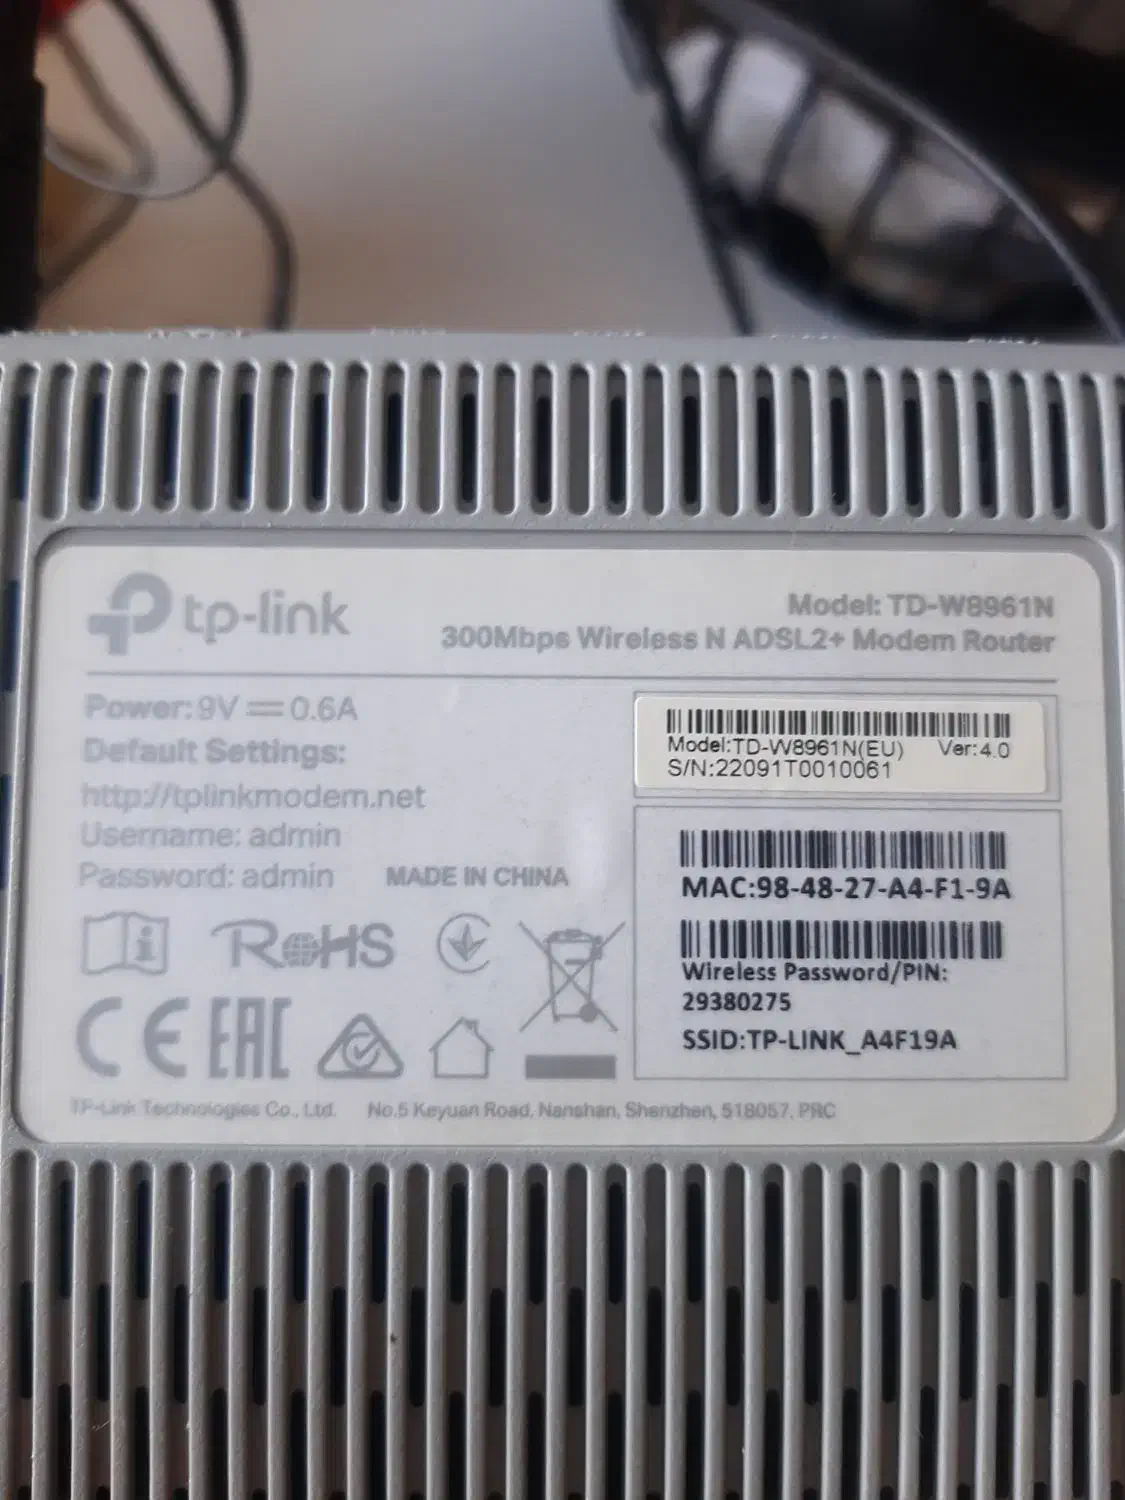 tp-link
Model: TD-W8961N
300Mbps Wireless N ADSL2+ Modem Router
Power: 9V ⎓ 0.6A
Default Settings:
http://tplinkmodem.net
Username: admin
Password: admin
MADE IN CHINA
Model:TD-W8961N(EU) Ver:4.0
S/N:22091T0010061
MAC:98-48-27-A4-F1-9A
Wireless Password/PIN:
29380275
SSID:TP-LINK_A4F19A
i
RoHS
CE EAC
TP-Link Technologies Co., Ltd. No.5 Keyuan Road, Nanshan, Shenzhen, 518057, PRC